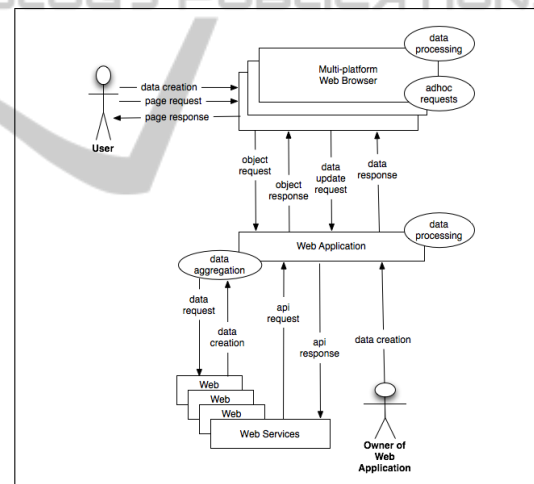 data
processing
Multi-platform
Web Browser
adhoc
requests
data creation
page request
page response
User
object
request
object
response
data
update
request
data
response
Web Application
data
processing
data
aggregation
data
request
data
creation
api
request
api
response
data creation
Web
Web
Web
Web Services
Owner of
Web
Application